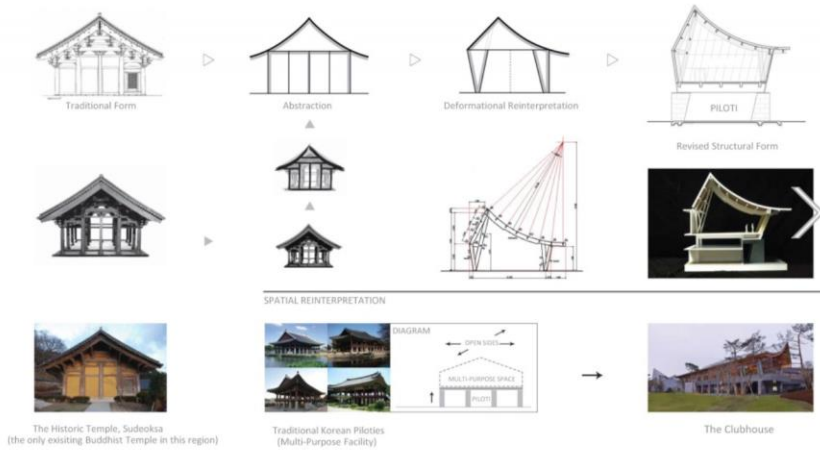 Traditional Form
Abstraction
Deformational Reinterpretation
PILOTI
Revised Structural Form
SPATIAL REINTERPRETATION
DIAGRAM
OPEN SIDES
MULTI-PURPOSE SPACE
PILOTI
The Historic Temple, Sudeoksa
(the only exisiting Buddhist Temple in this region)
Traditional Korean Piloties
(Multi-Purpose Facility)
The Clubhouse